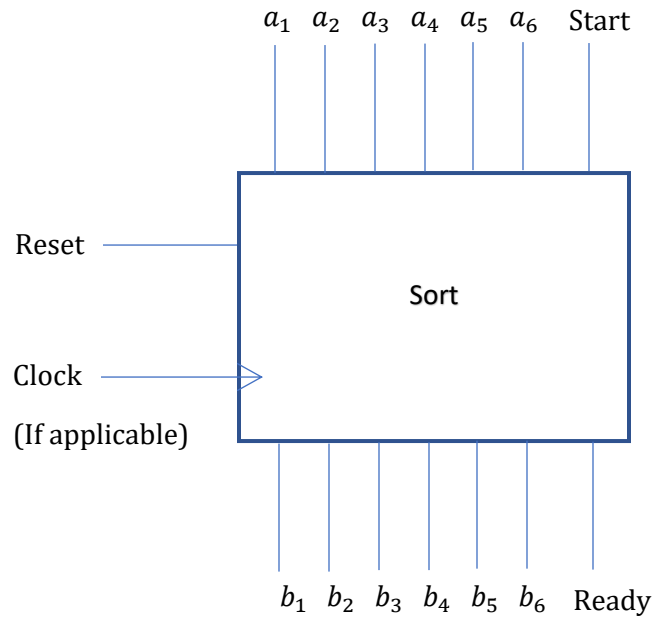 a₁ a₂ a₃ a₄ a₅ a₆ Start
Reset
Sort
Clock
(If applicable)
b₁ b₂ b₃ b₄ b₅ b₆ Ready